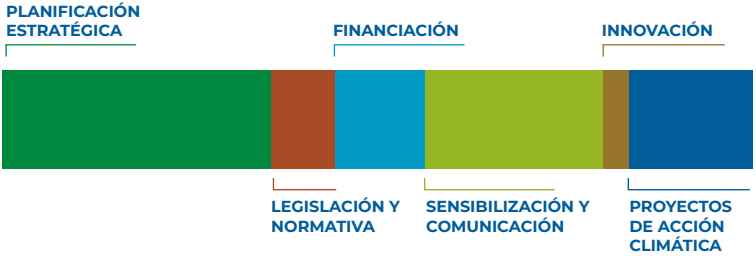 PLANIFICACIÓN
ESTRATÉGICA
FINANCIACIÓN
INNOVACIÓN
LEGISLACIÓN Y
NORMATIVA
SENSIBILIZACIÓN Y
COMUNICACIÓN
PROYECTOS
DE ACCIÓN
CLIMÁTICA